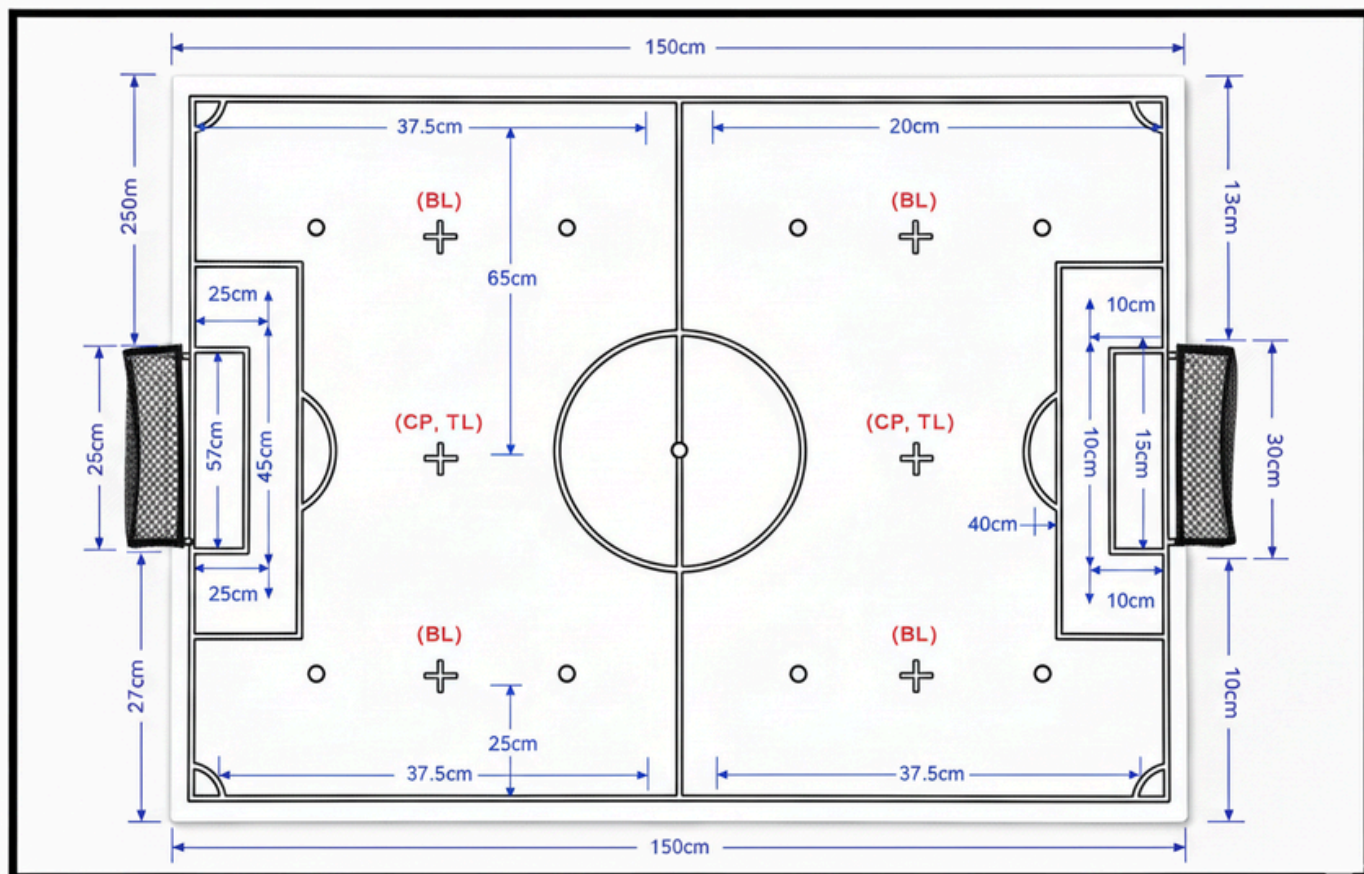 150cm
37.5cm
20cm
250m
13cm
(BL)
(BL)
65cm
25cm
10cm
25cm
57cm
45cm
(CP, TL)
(CP, TL)
10cm
15cm
30cm
40cm
25cm
10cm
(BL)
(BL)
27cm
10cm
25cm
37.5cm
37.5cm
150cm